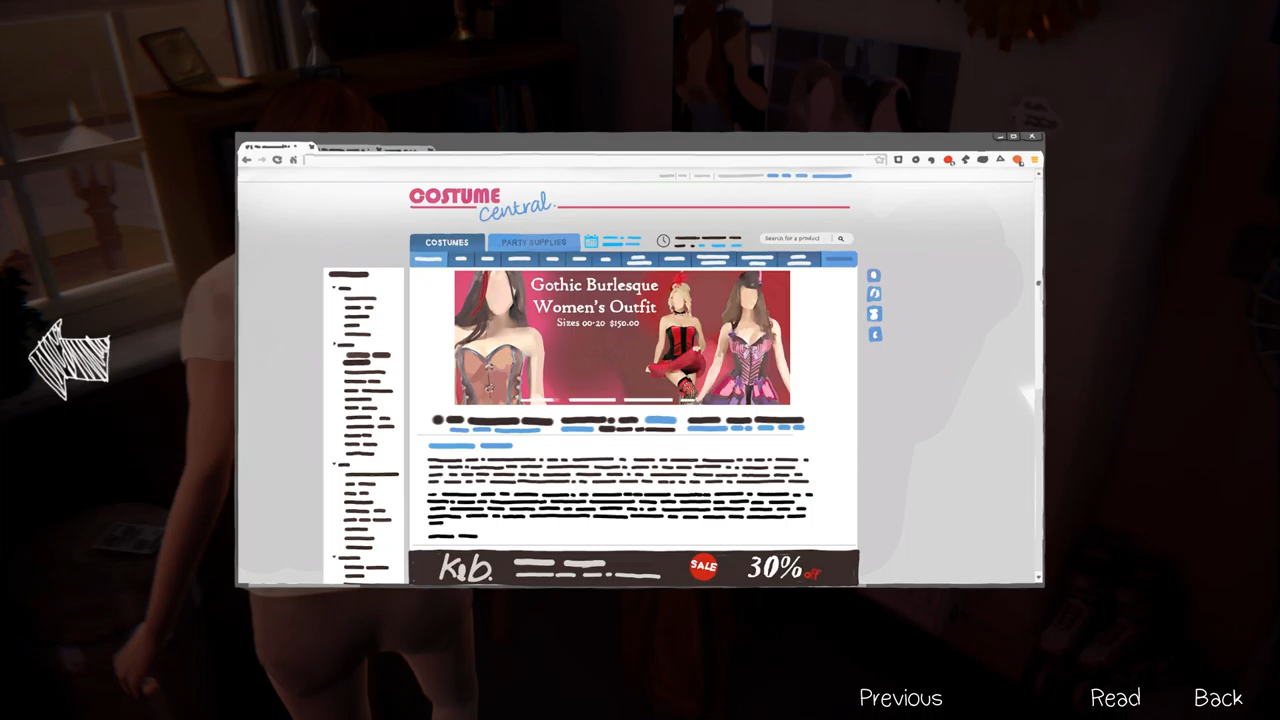 COSTUME
central.
COSTUMES
PARTY SUPPLIES
Search for a product
Gothic Burlesque
Women's Outfit
Sizes 00-20 $150.00
SALE
30% off
Previous
Read
Back